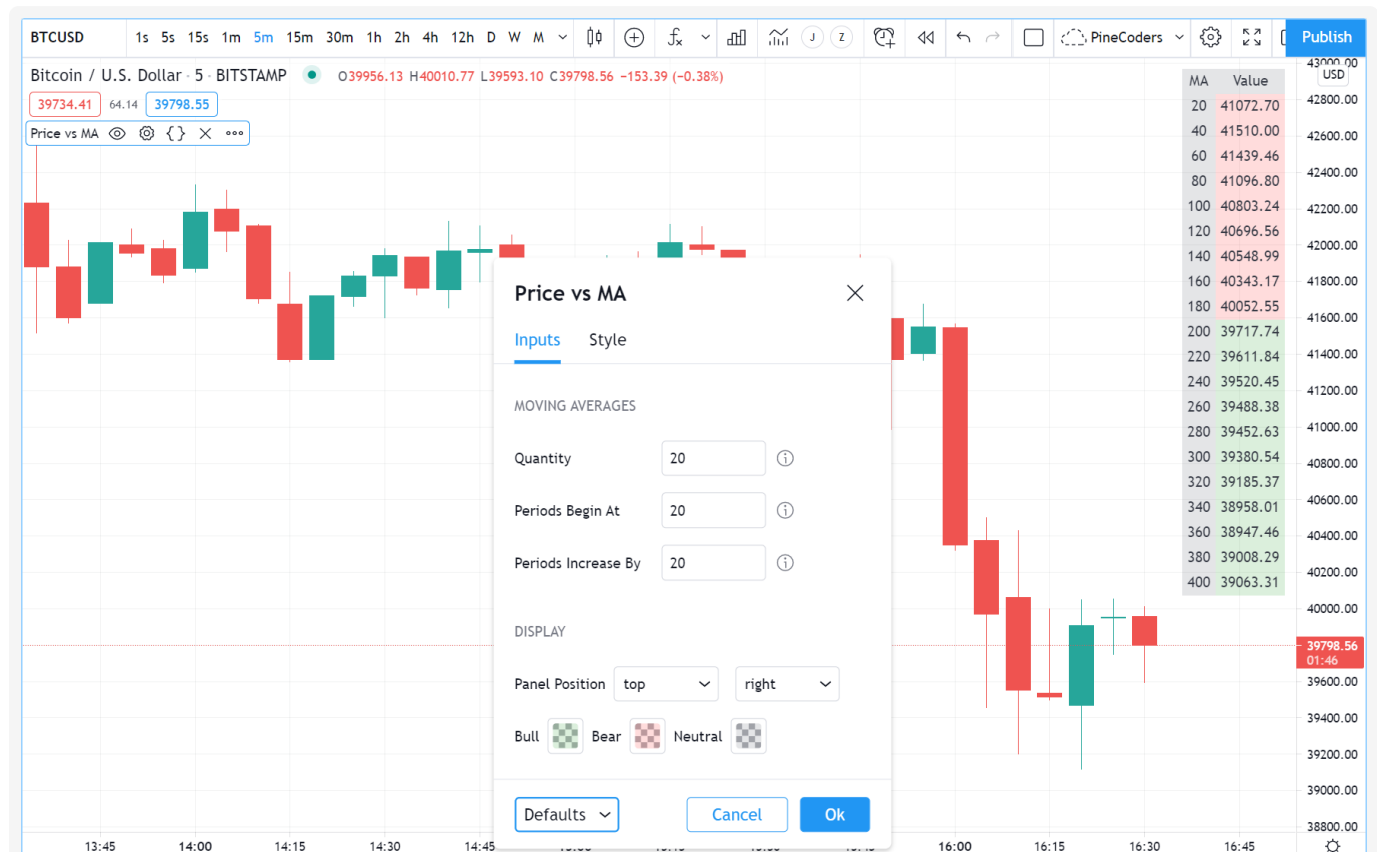 BTCUSD 1s 5s 15s 1m 5m 15m 30m 1h 2h 4h 12h D W M fx J Z PineCoders Publish
Bitcoin / U.S. Dollar · 5 · BITSTAMP O39956.13 H40010.77 L39593.10 C39798.56 −153.39 (−0.38%)
39734.41 64.14 39798.55
Price vs MA
MA Value
20 41072.70
40 41510.00
60 41439.46
80 41096.80
100 40803.24
120 40696.56
140 40548.99
160 40343.17
180 40052.55
200 39717.74
220 39611.84
240 39520.45
260 39488.38
280 39452.63
300 39380.54
320 39185.37
340 38958.01
360 38947.46
380 39008.29
400 39063.31
43000.00
USD
42800.00
42600.00
42400.00
42200.00
42000.00
41800.00
41600.00
41400.00
41200.00
41000.00
40800.00
40600.00
40400.00
40200.00
40000.00
39798.56
01:46
39600.00
39400.00
39200.00
39000.00
38800.00
Price vs MA
Inputs Style
MOVING AVERAGES
Quantity 20
Periods Begin At 20
Periods Increase By 20
DISPLAY
Panel Position top right
Bull Bear Neutral
Defaults Cancel Ok
13:45 14:00 14:15 14:30 14:45 16:00 16:15 16:30 16:45